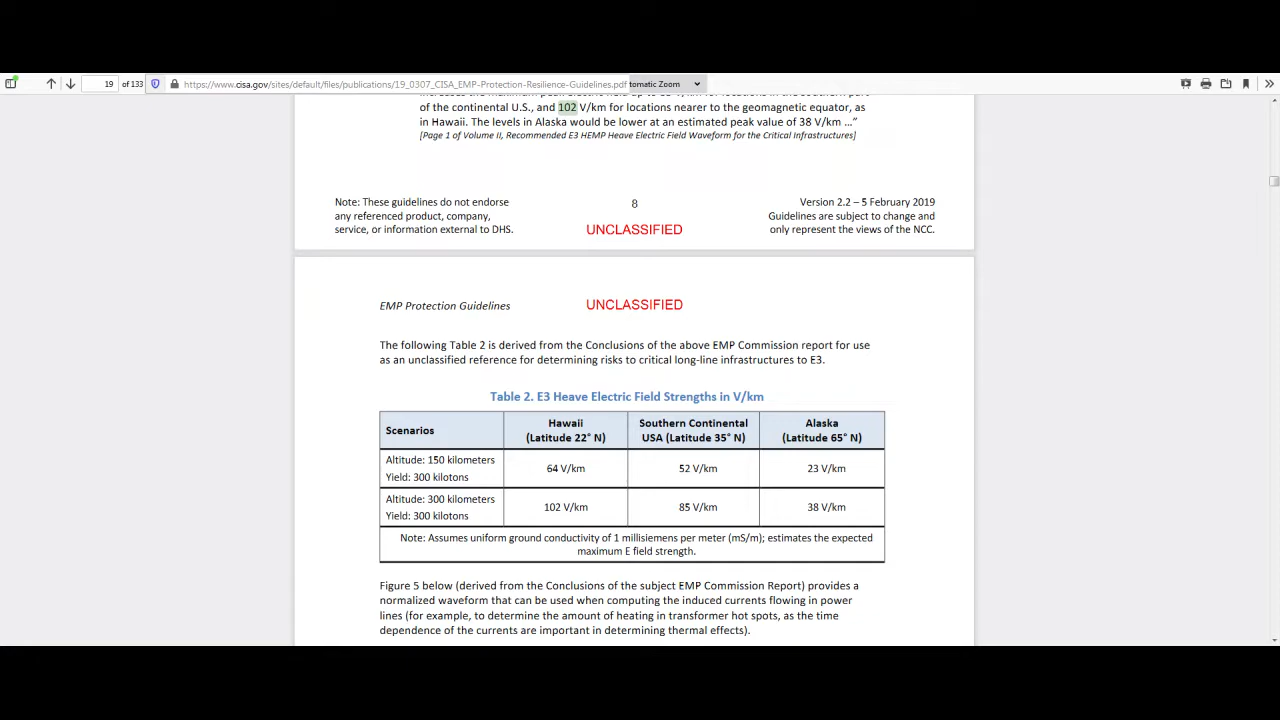 19 of 133
https://www.cisa.gov/sites/default/files/publications/19_0307_CISA_EMP-Protection-Resilience-Guidelines.pdf
tomatic Zoom
of the continental U.S., and 102 V/km for locations nearer to the geomagnetic equator, as
in Hawaii. The levels in Alaska would be lower at an estimated peak value of 38 V/km …"
[Page 1 of Volume II, Recommended E3 HEMP Heave Electric Field Waveform for the Critical Infrastructures]
Note: These guidelines do not endorse
any referenced product, company,
service, or information external to DHS.
8
UNCLASSIFIED
Version 2.2 – 5 February 2019
Guidelines are subject to change and
only represent the views of the NCC.
EMP Protection Guidelines
UNCLASSIFIED
The following Table 2 is derived from the Conclusions of the above EMP Commission report for use
as an unclassified reference for determining risks to critical long-line infrastructures to E3.
Table 2. E3 Heave Electric Field Strengths in V/km
Scenarios
Hawaii
(Latitude 22° N)
Southern Continental
USA (Latitude 35° N)
Alaska
(Latitude 65° N)
Altitude: 150 kilometers
Yield: 300 kilotons
64 V/km
52 V/km
23 V/km
Altitude: 300 kilometers
Yield: 300 kilotons
102 V/km
85 V/km
38 V/km
Note: Assumes uniform ground conductivity of 1 millisiemens per meter (mS/m); estimates the expected
maximum E field strength.
Figure 5 below (derived from the Conclusions of the subject EMP Commission Report) provides a
normalized waveform that can be used when computing the induced currents flowing in power
lines (for example, to determine the amount of heating in transformer hot spots, as the time
dependence of the currents are important in determining thermal effects).